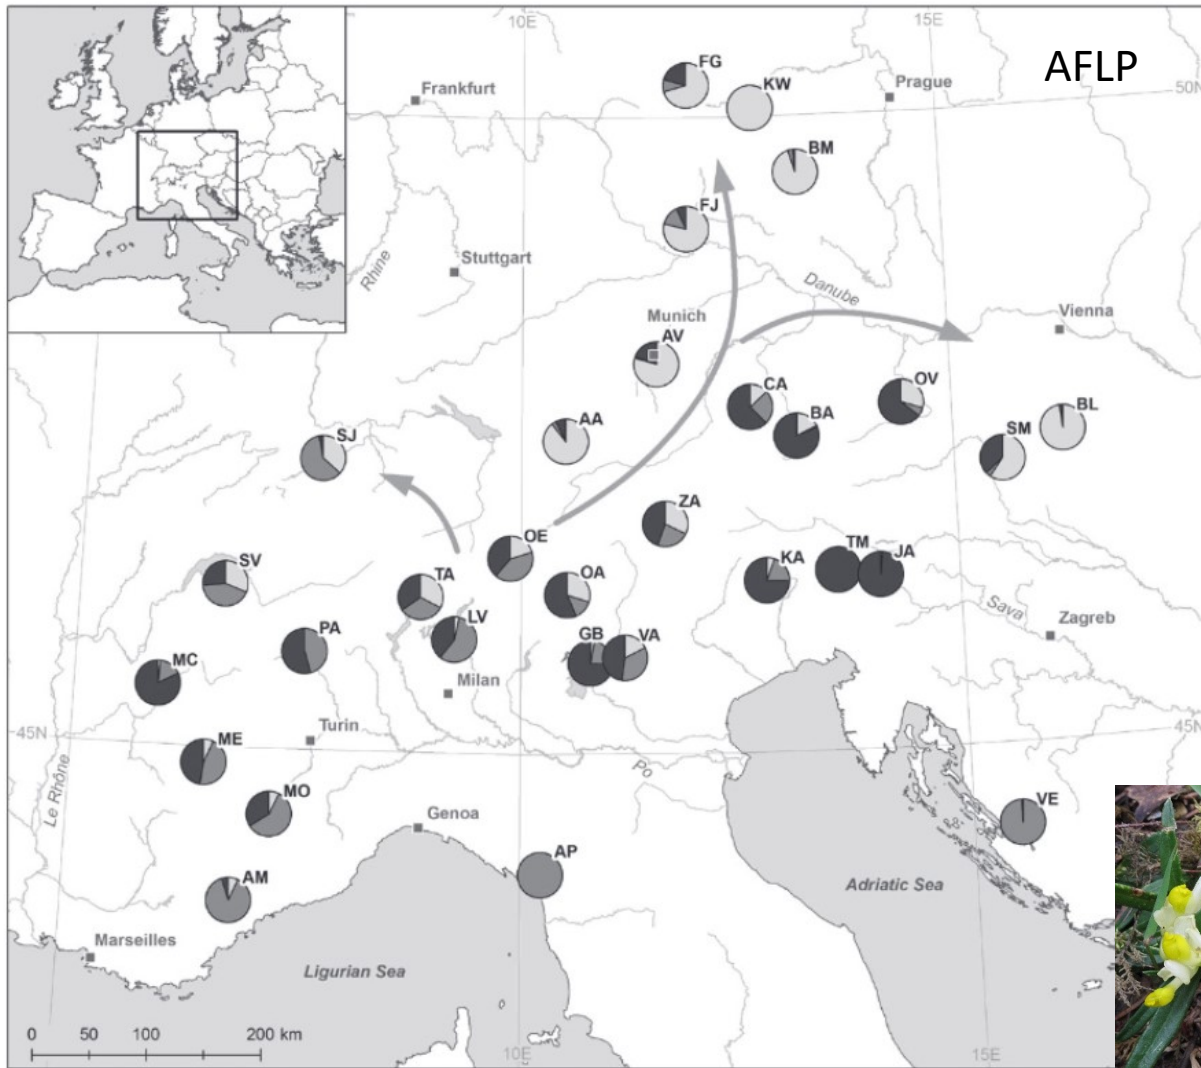 10E
15E
AFLP
FG
Prague
50N
Frankfurt
KW
BM
FJ
Stuttgart
Rhine
Danube
Munich
Vienna
AV
CA
OV
BA
BL
AA
SM
SJ
ZA
OE
TM
JA
SV
KA
TA
OA
Sava
Zagreb
LV
PA
GB
VA
MC
Milan
45N
Turin
45N
ME
Po
Le Rhône
MO
VE
Genoa
AP
AM
Adriatic Sea
Marseilles
Ligurian Sea
0 50 100 200 km
10E
15E